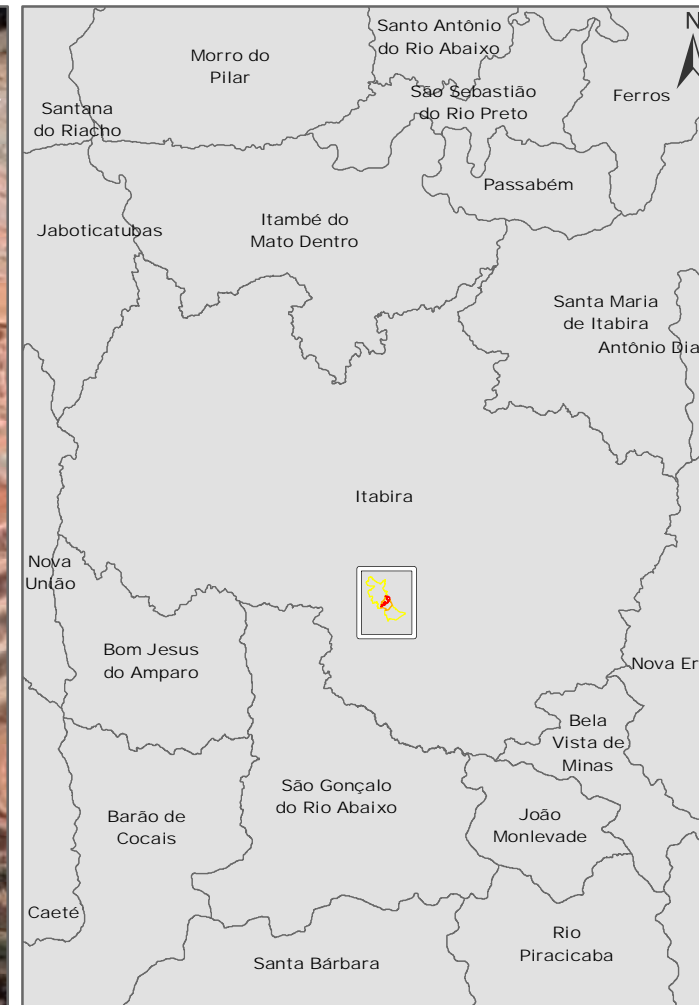 N
Santo Antônio
do Rio Abaixo
Morro do
Pilar
São Sebastião
do Rio Preto
Ferros
Santana
do Riacho
Passabém
Itambé do
Mato Dentro
Jaboticatubas
Santa Maria
de Itabira
Antônio Dia
Itabira
Nova
União
Bom Jesus
do Amparo
Nova Er
Bela
Vista de
Minas
São Gonçalo
do Rio Abaixo
Barão de
Cocais
João
Monlevade
Caeté
Rio
Piracicaba
Santa Bárbara